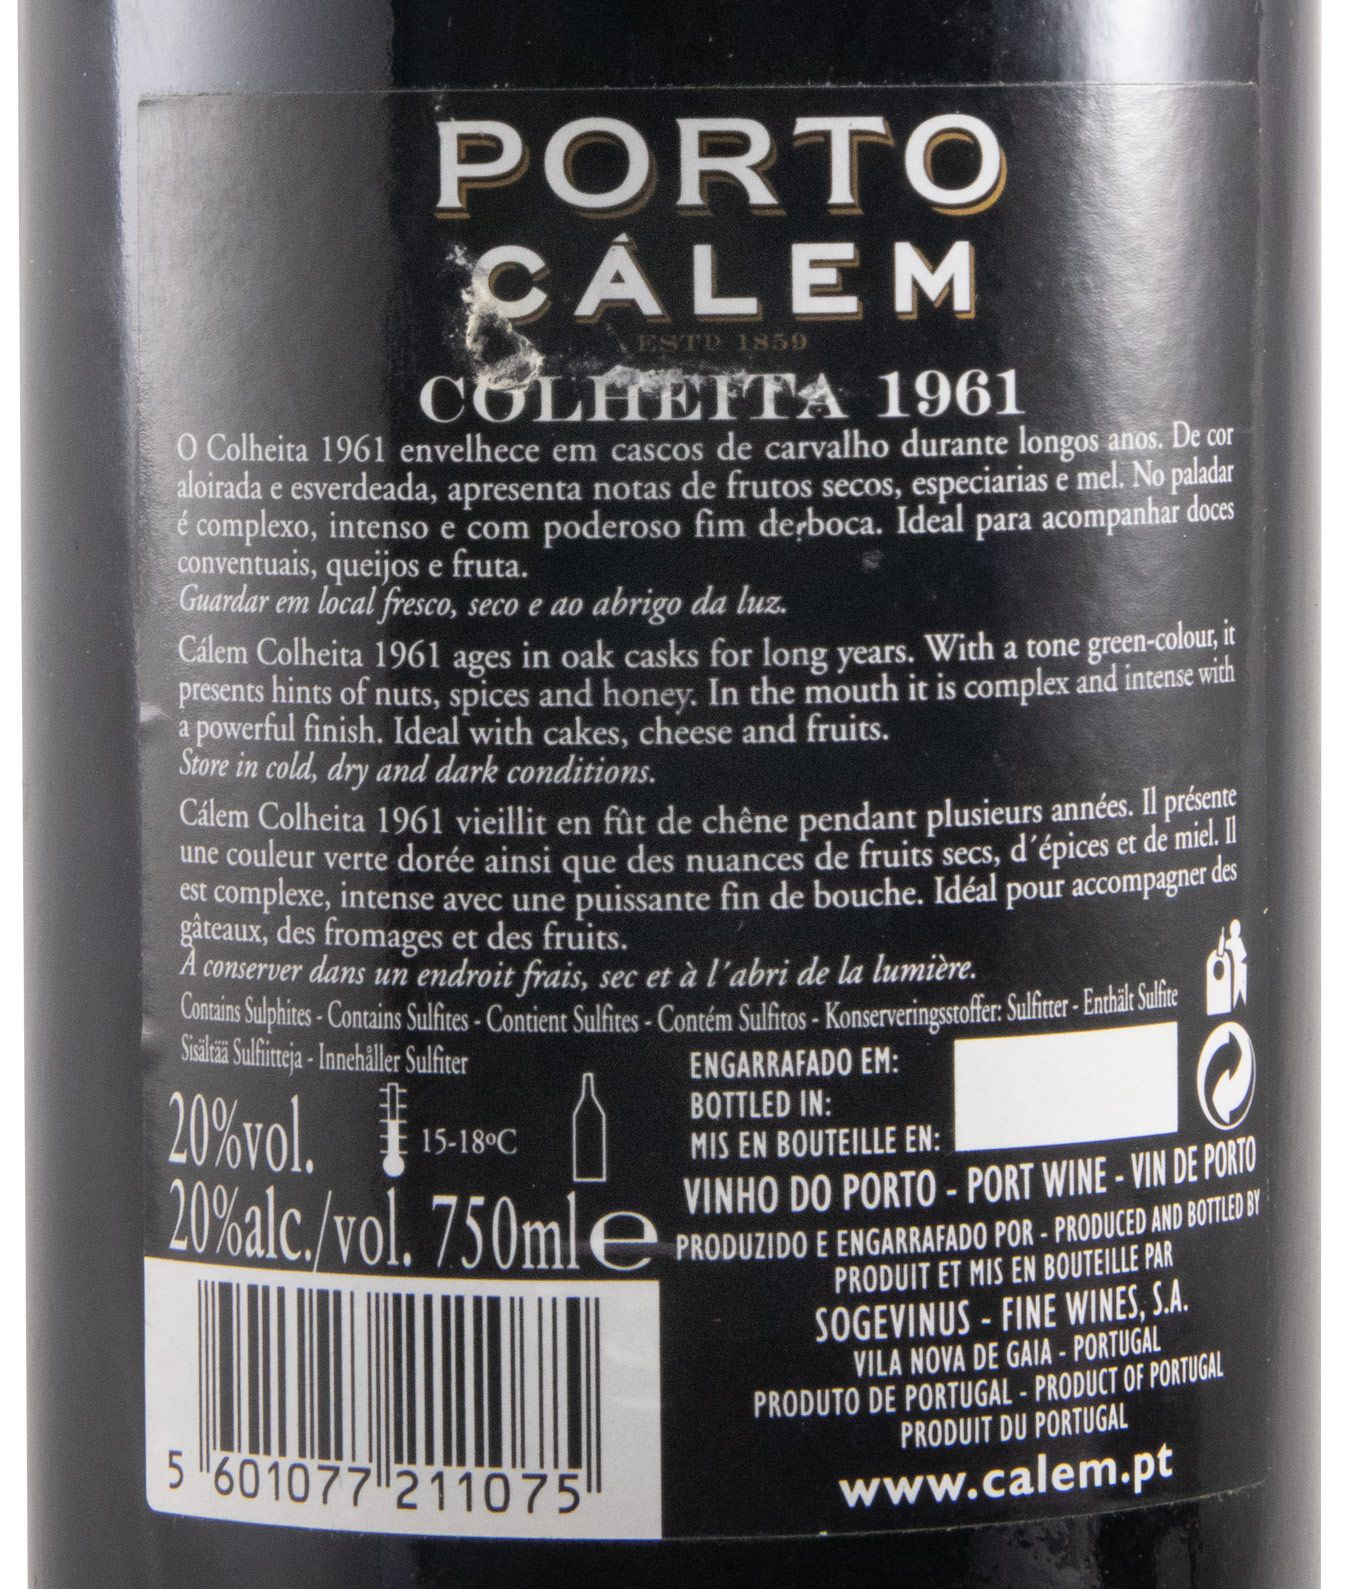 PORTO
CÁLEM
ESTD 1859
COLHEITA 1961
O Colheita 1961 envelhece em cascos de carvalho durante longos anos. De cor
aloirada e esverdeada, apresenta notas de frutos secos, especiarias e mel. No paladar
é complexo, intenso e com poderoso fim de boca. Ideal para acompanhar doces
conventuais, queijos e fruta.
Guardar em local fresco, seco e ao abrigo da luz.
Cálem Colheita 1961 ages in oak casks for long years. With a tone green-colour, it
presents hints of nuts, spices and honey. In the mouth it is complex and intense with
a powerful finish. Ideal with cakes, cheese and fruits.
Store in cold, dry and dark conditions.
Cálem Colheita 1961 vieillit en fût de chêne pendant plusieurs années. Il présente
une couleur verte dorée ainsi que des nuances de fruits secs, d´épices et de miel. Il
est complexe, intense avec une puissante fin de bouche. Idéal pour accompagner des
gâteaux, des fromages et des fruits.
A conserver dans un endroit frais, sec et à l´abri de la lumière.
Contains Sulphites - Contains Sulfites - Contient Sulfites - Contém Sulfitos - Konserveringsstoffer: Sulfitter - Enthält Sulfite
Sisältää Sulfiitteja - Innehåller Sulfiter
ENGARRAFADO EM:
BOTTLED IN:
MIS EN BOUTEILLE EN:
20%vol.
15-18ºC
20%alc./vol. 750ml e
VINHO DO PORTO - PORT WINE - VIN DE PORTO
PRODUZIDO E ENGARRAFADO POR - PRODUCED AND BOTTLED BY
PRODUIT ET MIS EN BOUTEILLE PAR
SOGEVINUS - FINE WINES, S.A.
VILA NOVA DE GAIA - PORTUGAL
PRODUTO DE PORTUGAL - PRODUCT OF PORTUGAL
PRODUIT DU PORTUGAL
www.calem.pt
5 601077 211075